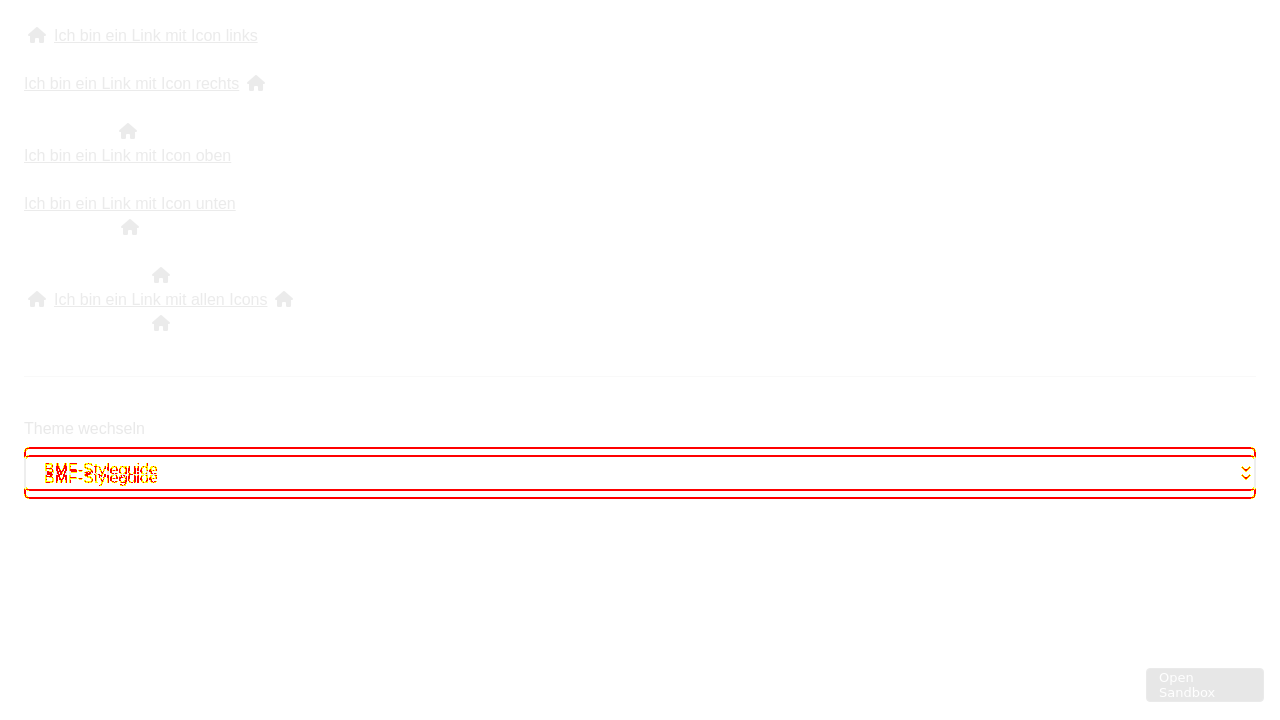 Ich bin ein Link mit Icon links
Ich bin ein Link mit Icon rechts
Ich bin ein Link mit Icon oben
Ich bin ein Link mit Icon unten
Ich bin ein Link mit allen Icons
Theme wechseln
BMF-Styleguide
BMF-Styleguide
Open
Sandbox